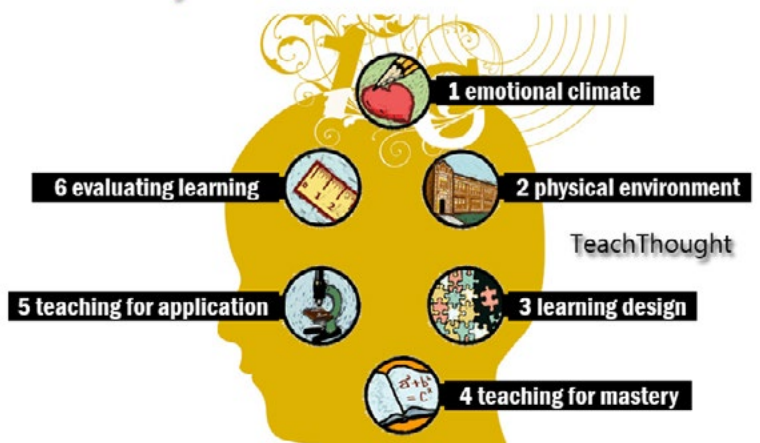 1 emotional climate
6 evaluating learning
2 physical environment
TeachThought
5 teaching for application
3 learning design
4 teaching for mastery